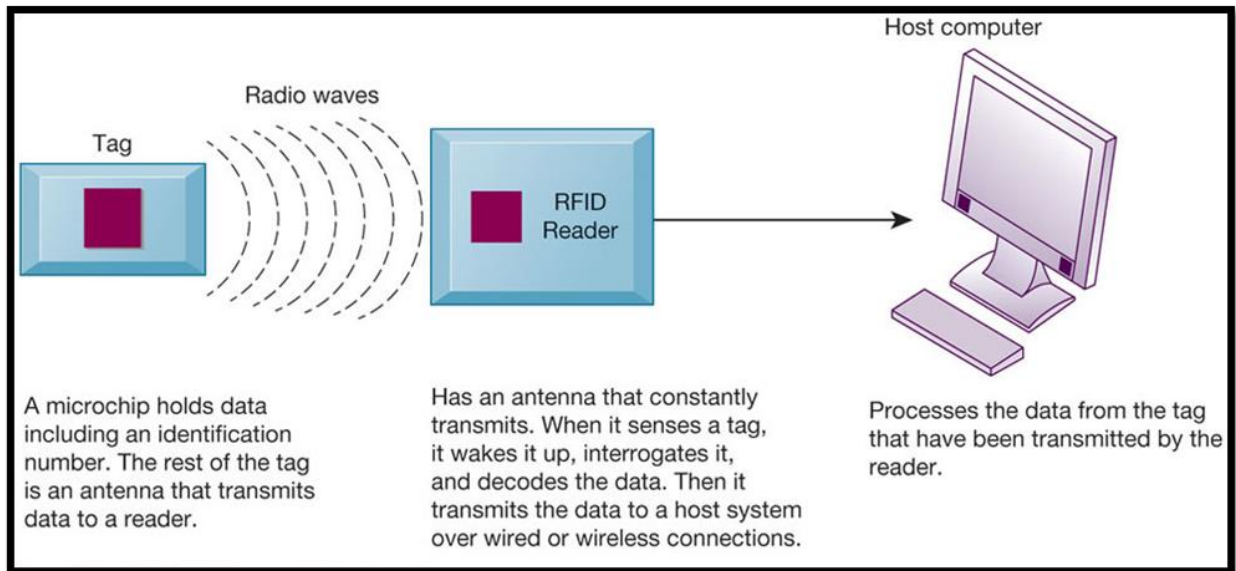 Host computer
Radio waves
Tag
RFID
Reader
A microchip holds data
including an identification
number. The rest of the tag
is an antenna that transmits
data to a reader.
Has an antenna that constantly
transmits. When it senses a tag,
it wakes it up, interrogates it,
and decodes the data. Then it
transmits the data to a host system
over wired or wireless connections.
Processes the data from the tag
that have been transmitted by the
reader.